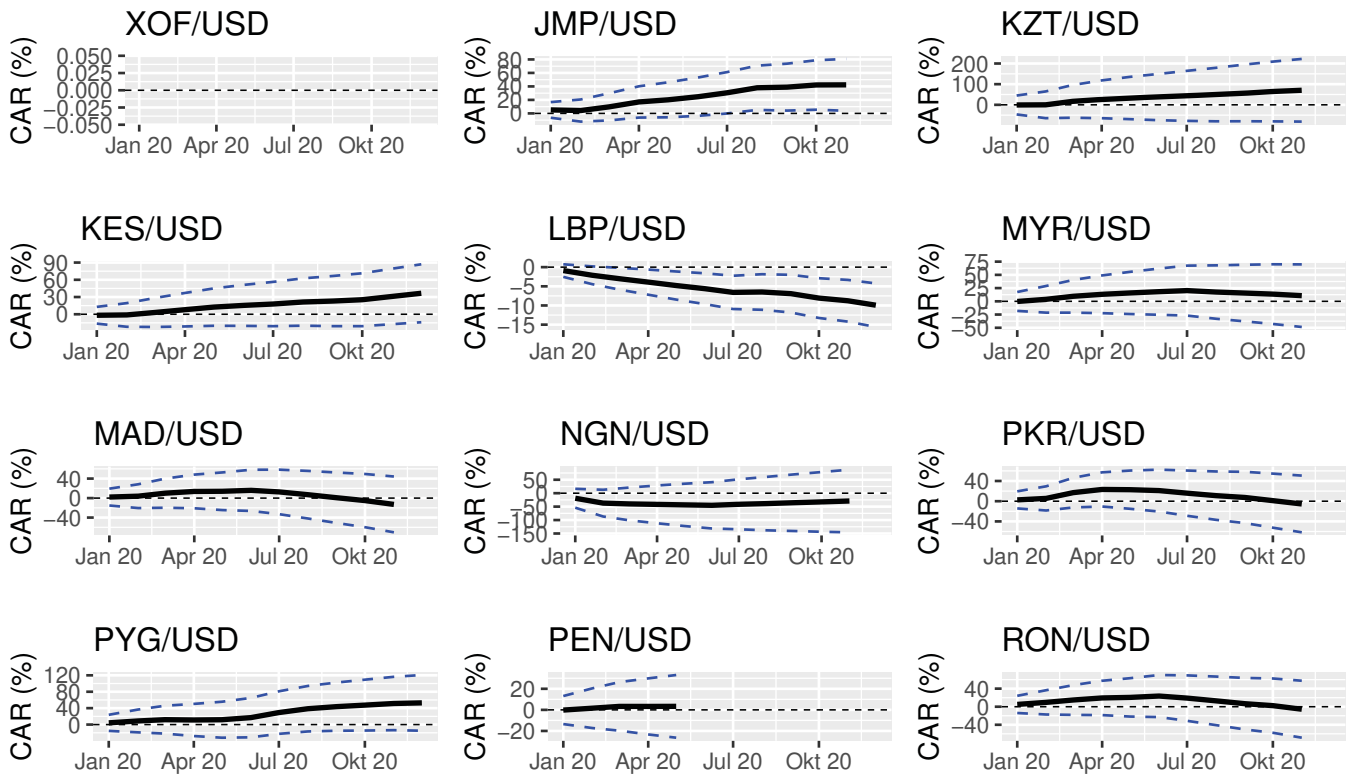 XOF/USD JMP/USD KZT/USD
CAR (%) 0.050 0.025 0.000 −0.025 −0.050 CAR (%) 80 60 40 20 0 CAR (%) 200 100 0
Jan 20 Apr 20 Jul 20 Okt 20 Jan 20 Apr 20 Jul 20 Okt 20 Jan 20 Apr 20 Jul 20 Okt 20
KES/USD LBP/USD MYR/USD
CAR (%) 90 60 30 0 CAR (%) 0 −5 −10 −15 CAR (%) 75 50 25 0 −25 −50
Jan 20 Apr 20 Jul 20 Okt 20 Jan 20 Apr 20 Jul 20 Okt 20 Jan 20 Apr 20 Jul 20 Okt 20
MAD/USD NGN/USD PKR/USD
CAR (%) 40 0 −40 CAR (%) 50 0 −50 −100 −150 CAR (%) 40 0 −40
Jan 20 Apr 20 Jul 20 Okt 20 Jan 20 Apr 20 Jul 20 Okt 20 Jan 20 Apr 20 Jul 20 Okt 20
PYG/USD PEN/USD RON/USD
CAR (%) 120 80 40 0 CAR (%) 20 0 −20 CAR (%) 40 0 −40
Jan 20 Apr 20 Jul 20 Okt 20 Jan 20 Apr 20 Jul 20 Okt 20 Jan 20 Apr 20 Jul 20 Okt 20